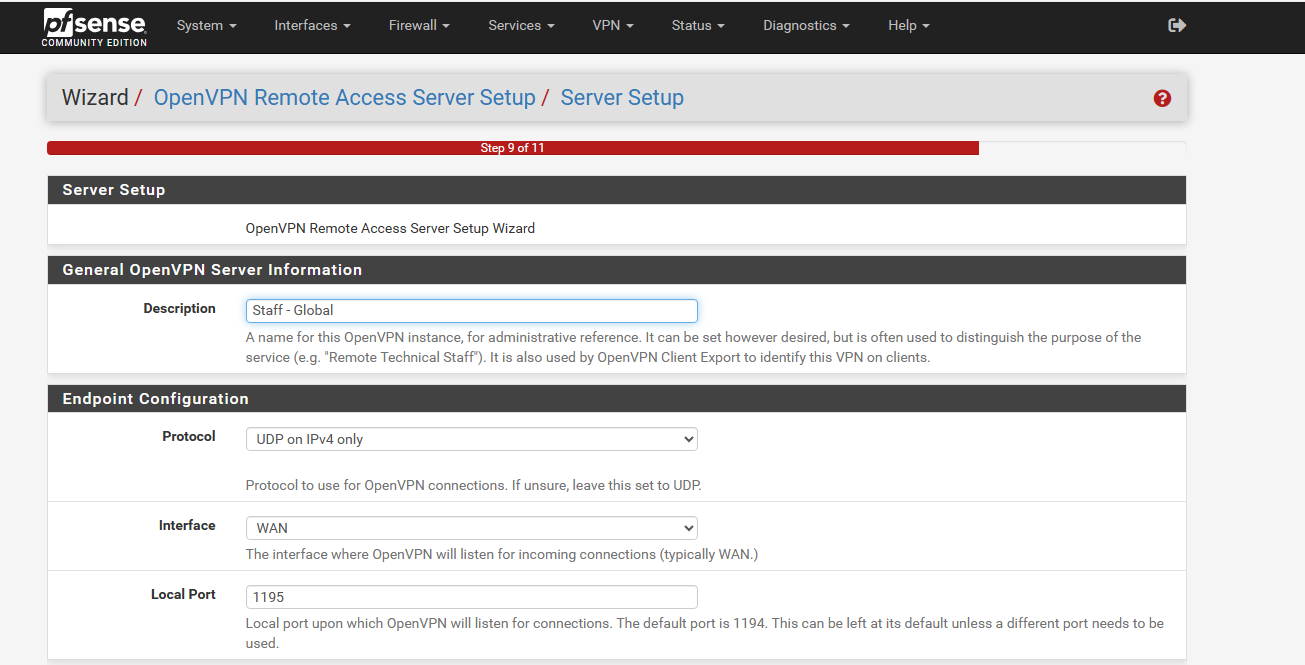 pfsense
COMMUNITY EDITION
System Interfaces Firewall Services VPN Status Diagnostics Help
Wizard / OpenVPN Remote Access Server Setup / Server Setup
Step 9 of 11
Server Setup
OpenVPN Remote Access Server Setup Wizard
General OpenVPN Server Information
Description
Staff - Global
A name for this OpenVPN instance, for administrative reference. It can be set however desired, but is often used to distinguish the purpose of the
service (e.g. "Remote Technical Staff"). It is also used by OpenVPN Client Export to identify this VPN on clients.
Endpoint Configuration
Protocol
UDP on IPv4 only
Protocol to use for OpenVPN connections. If unsure, leave this set to UDP.
Interface
WAN
The interface where OpenVPN will listen for incoming connections (typically WAN.)
Local Port
1195
Local port upon which OpenVPN will listen for connections. The default port is 1194. This can be left at its default unless a different port needs to be
used.